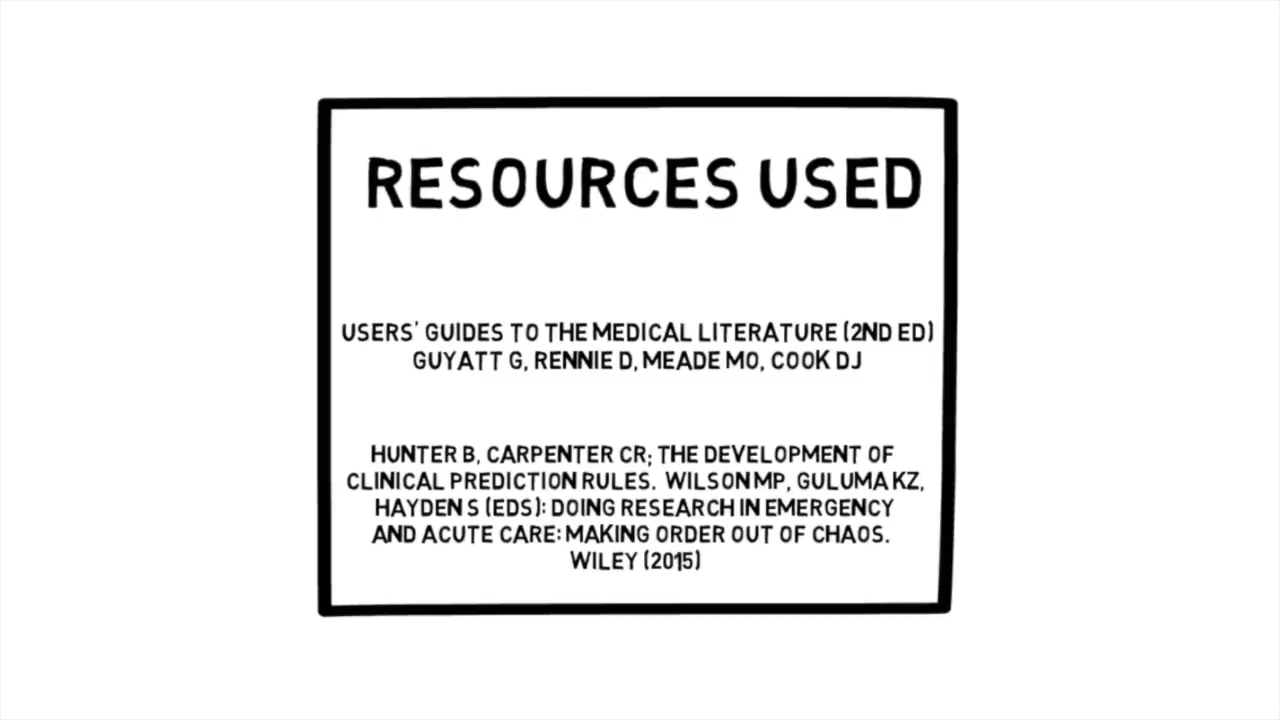 RESOURCES USED
USERS' GUIDES TO THE MEDICAL LITERATURE (2ND ED)
GUYATT G, RENNIE D, MEADE MO, COOK DJ
HUNTER B, CARPENTER CR; THE DEVELOPMENT OF
CLINICAL PREDICTION RULES. WILSON MP, GULUMA KZ,
HAYDEN S (EDS): DOING RESEARCH IN EMERGENCY
AND ACUTE CARE: MAKING ORDER OUT OF CHAOS.
WILEY (2015)